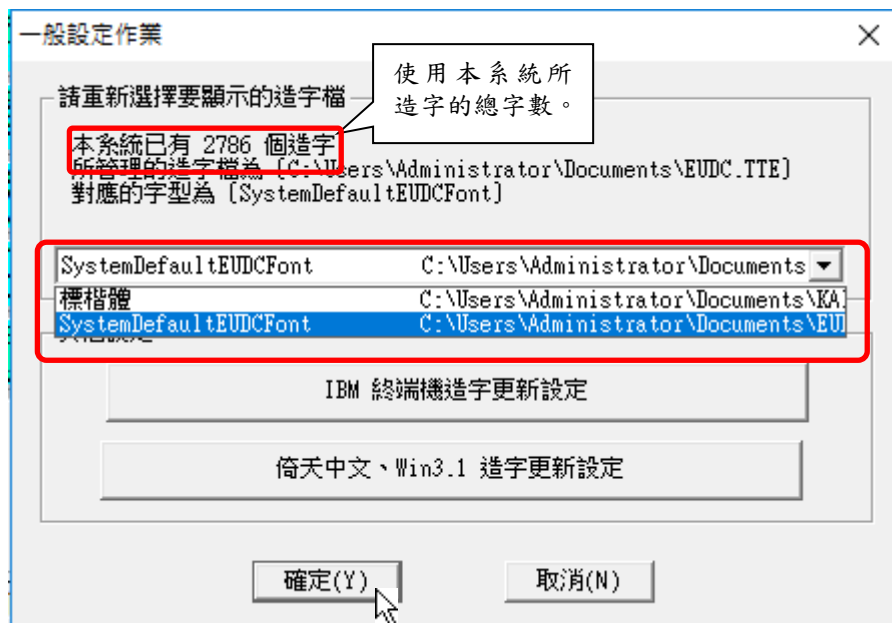 一般設定作業
使用本系統所
造字的總字數。
請重新選擇要顯示的造字檔
本系統已有 2786 個造字
所管理的造字檔為 [C:\Users\Administrator\Documents\EUDC.TTE]
對應的字型為 [SystemDefaultEUDCFont]
SystemDefaultEUDCFont C:\Users\Administrator\Documents
標楷體 C:\Users\Administrator\Documents\KAI
SystemDefaultEUDCFont C:\Users\Administrator\Documents\EUD
IBM 終端機造字更新設定
倚天中文、Win3.1 造字更新設定
確定(Y)
取消(N)